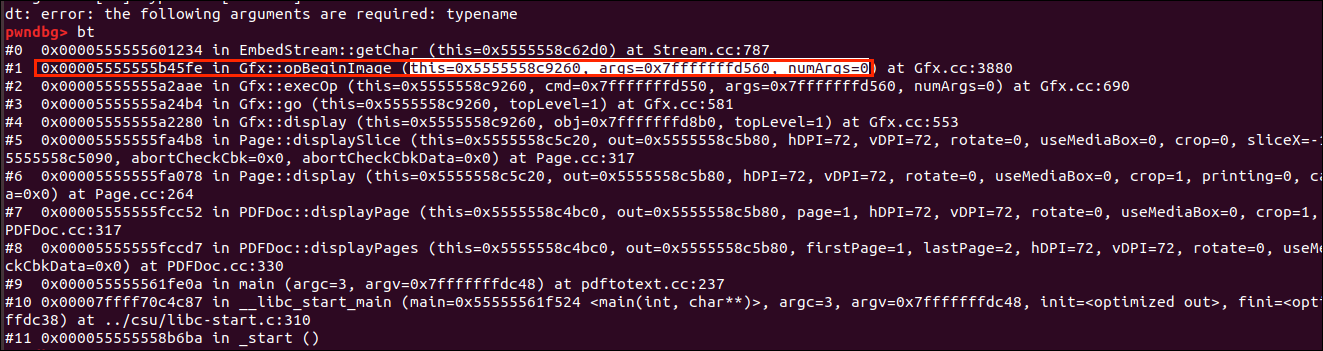 dt: error: the following arguments are required: typename
pwndbg> bt
#0 0x0000555555601234 in EmbedStream::getChar (this=0x5555558c62d0) at Stream.cc:787
#1 0x00005555555b45fe in Gfx::opBeginImage (this=0x5555558c9260, args=0x7fffffffd560, numArgs=0) at Gfx.cc:3880
#2 0x00005555555a2aae in Gfx::execOp (this=0x5555558c9260, cmd=0x7fffffffd550, args=0x7fffffffd560, numArgs=0) at Gfx.cc:690
#3 0x00005555555a24b4 in Gfx::go (this=0x5555558c9260, topLevel=1) at Gfx.cc:581
#4 0x00005555555a2280 in Gfx::display (this=0x5555558c9260, obj=0x7fffffffd8b0, topLevel=1) at Gfx.cc:553
#5 0x00005555555fa4b8 in Page::displaySlice (this=0x5555558c5c20, out=0x5555558c5b80, hDPI=72, vDPI=72, rotate=0, useMediaBox=0, crop=0, sliceX=-
5555558c5090, abortCheckCbk=0x0, abortCheckCbkData=0x0) at Page.cc:317
#6 0x00005555555fa078 in Page::display (this=0x5555558c5c20, out=0x5555558c5b80, hDPI=72, vDPI=72, rotate=0, useMediaBox=0, crop=1, printing=0, ca
a=0x0) at Page.cc:264
#7 0x00005555555fcc52 in PDFDoc::displayPage (this=0x5555558c4bc0, out=0x5555558c5b80, page=1, hDPI=72, vDPI=72, rotate=0, useMediaBox=0, crop=1,
PDFDoc.cc:317
#8 0x00005555555fccd7 in PDFDoc::displayPages (this=0x5555558c4bc0, out=0x5555558c5b80, firstPage=1, lastPage=2, hDPI=72, vDPI=72, rotate=0, useMe
ckCbkData=0x0) at PDFDoc.cc:330
#9 0x000055555561fe0a in main (argc=3, argv=0x7fffffffdc48) at pdftotext.cc:237
#10 0x00007ffff70c4c87 in __libc_start_main (main=0x55555561f524 <main(int, char**)>, argc=3, argv=0x7fffffffdc48, init=<optimized out>, fini=<opt
ffdc38) at ../csu/libc-start.c:310
#11 0x000055555558b6ba in _start ()